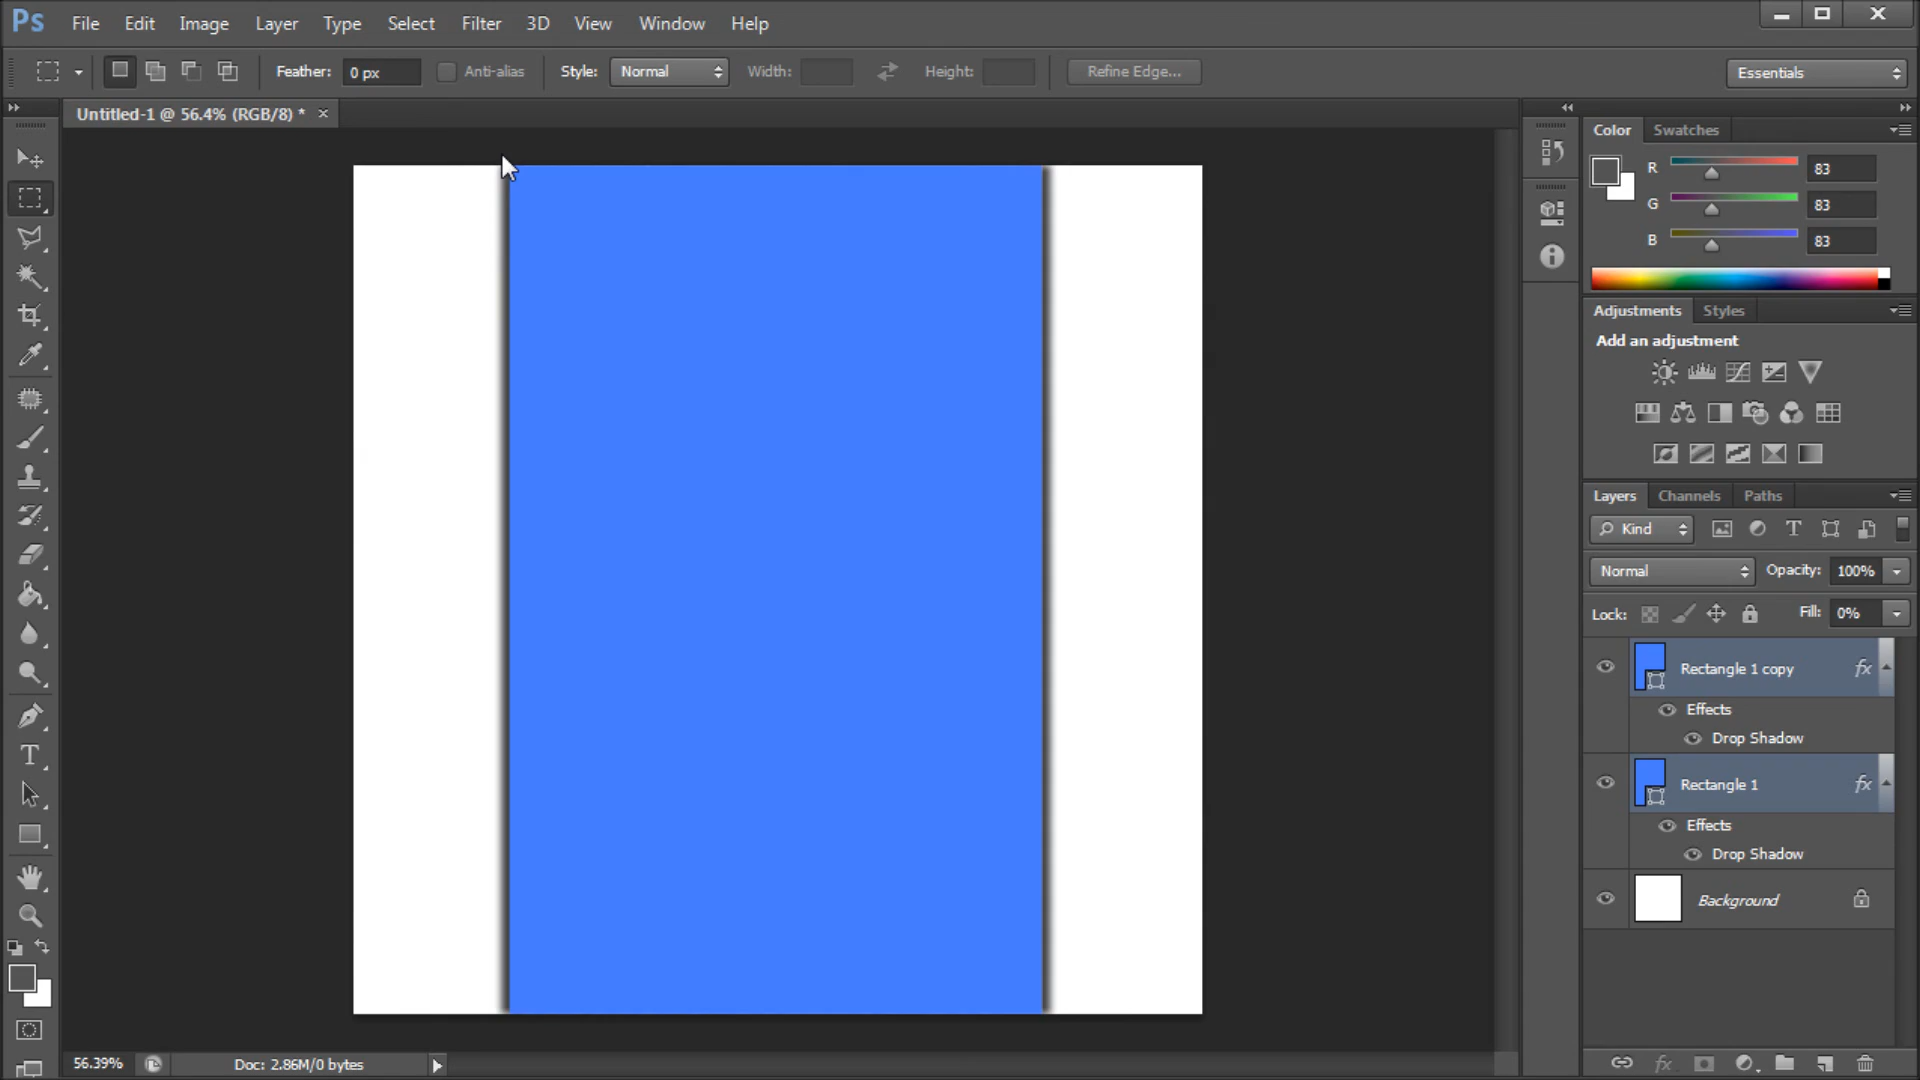 Ps File Edit Image Layer Type Select Filter 3D View Window Help
Feather: 0 px Anti-alias Style: Normal Width: Height: Refine Edge... Essentials
Untitled-1 @ 56.4% (RGB/8) * ×
Color Swatches
R 83
G 83
B 83
Adjustments Styles
Add an adjustment
Layers Channels Paths
Kind
Normal Opacity: 100%
Lock: Fill: 0%
Rectangle 1 copy fx
Effects
Drop Shadow
Rectangle 1 fx
Effects
Drop Shadow
Background
56.39% Doc: 2.86M/0 bytes